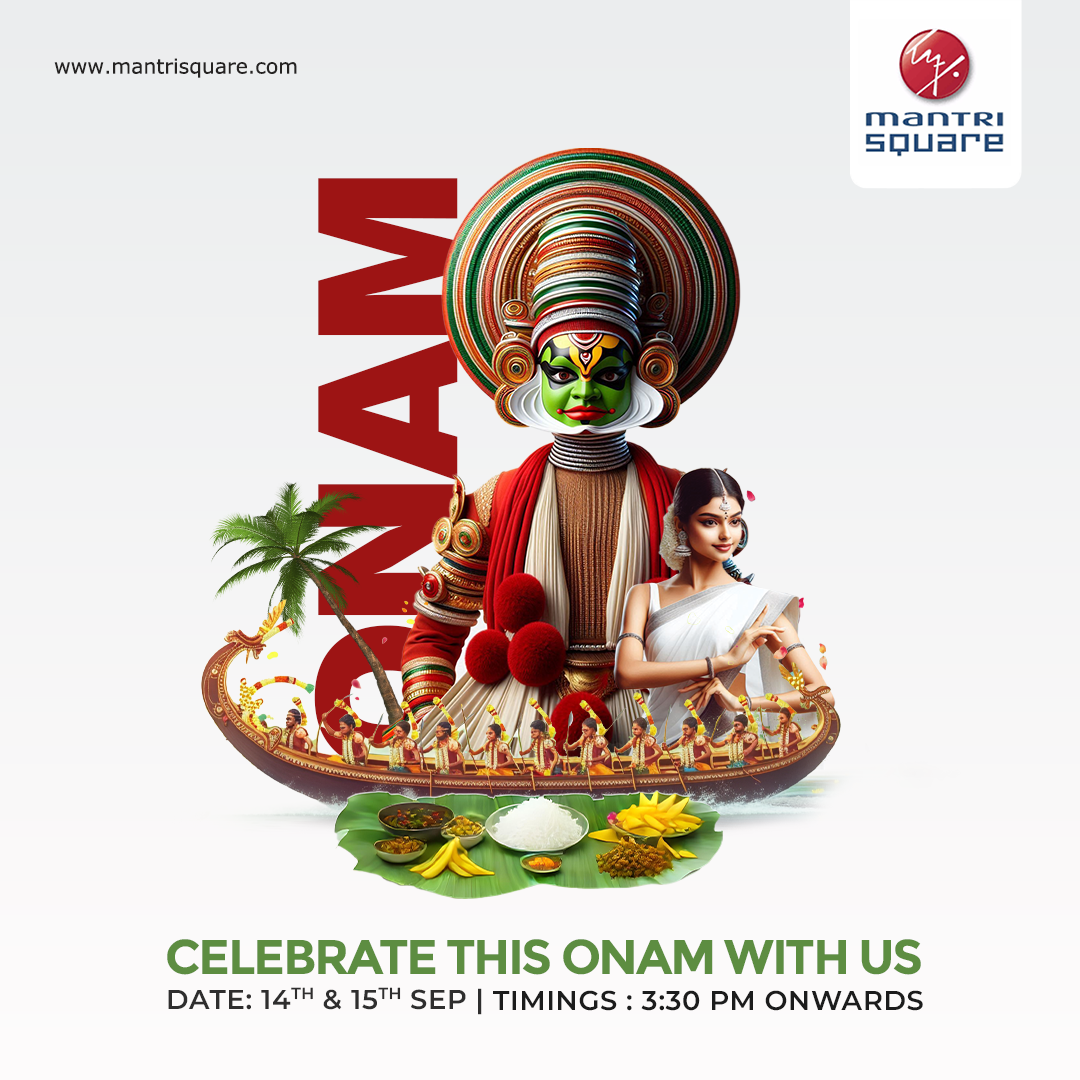 www.mantrisquare.com
mantri
square
ONAM
CELEBRATE THIS ONAM WITH US
DATE: 14TH & 15TH SEP | TIMINGS : 3:30 PM ONWARDS